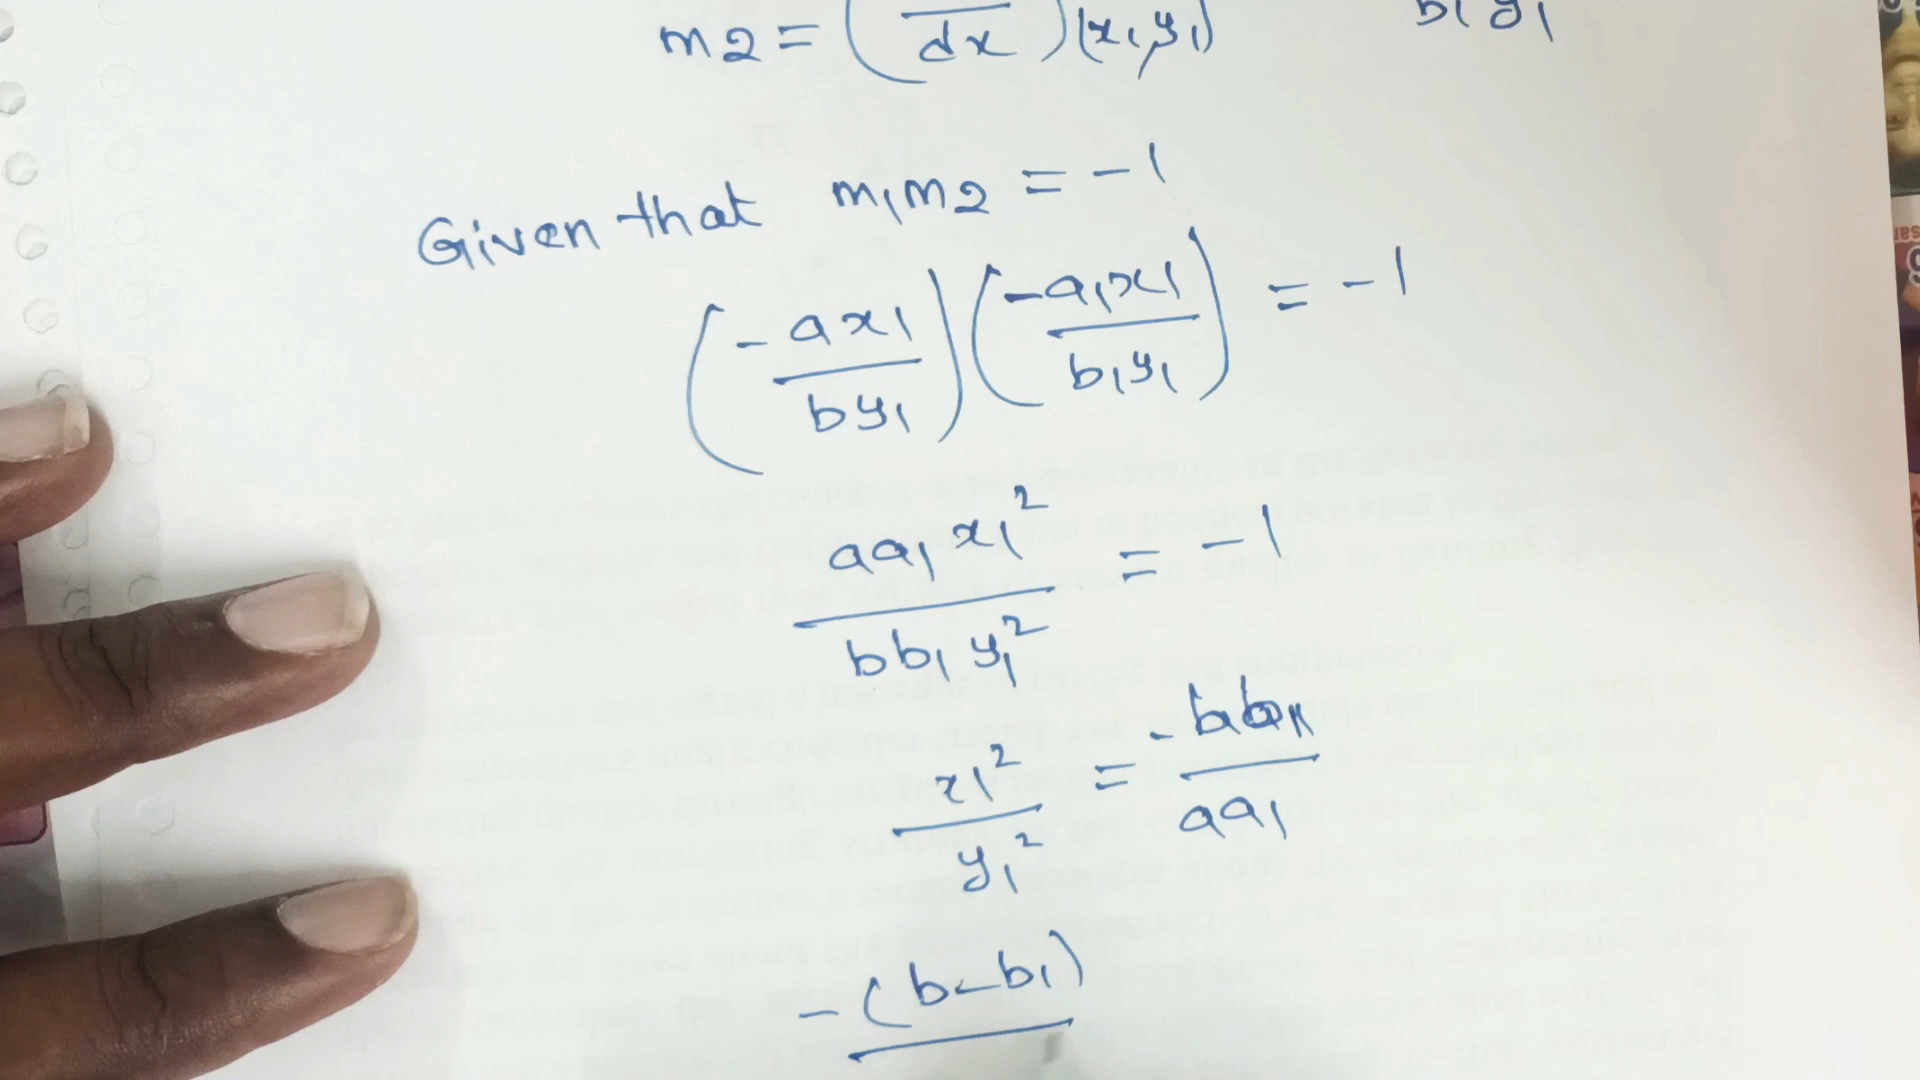 m2 = (/dx)(x1,y1) b1y1
Given that m1m2 = -1
(-ax1/by1)(-a1x1/b1y1) = -1
aa1x1²/bb1y1² = -1
x1²/y1² = -bb1/aa1
-(b-b1)